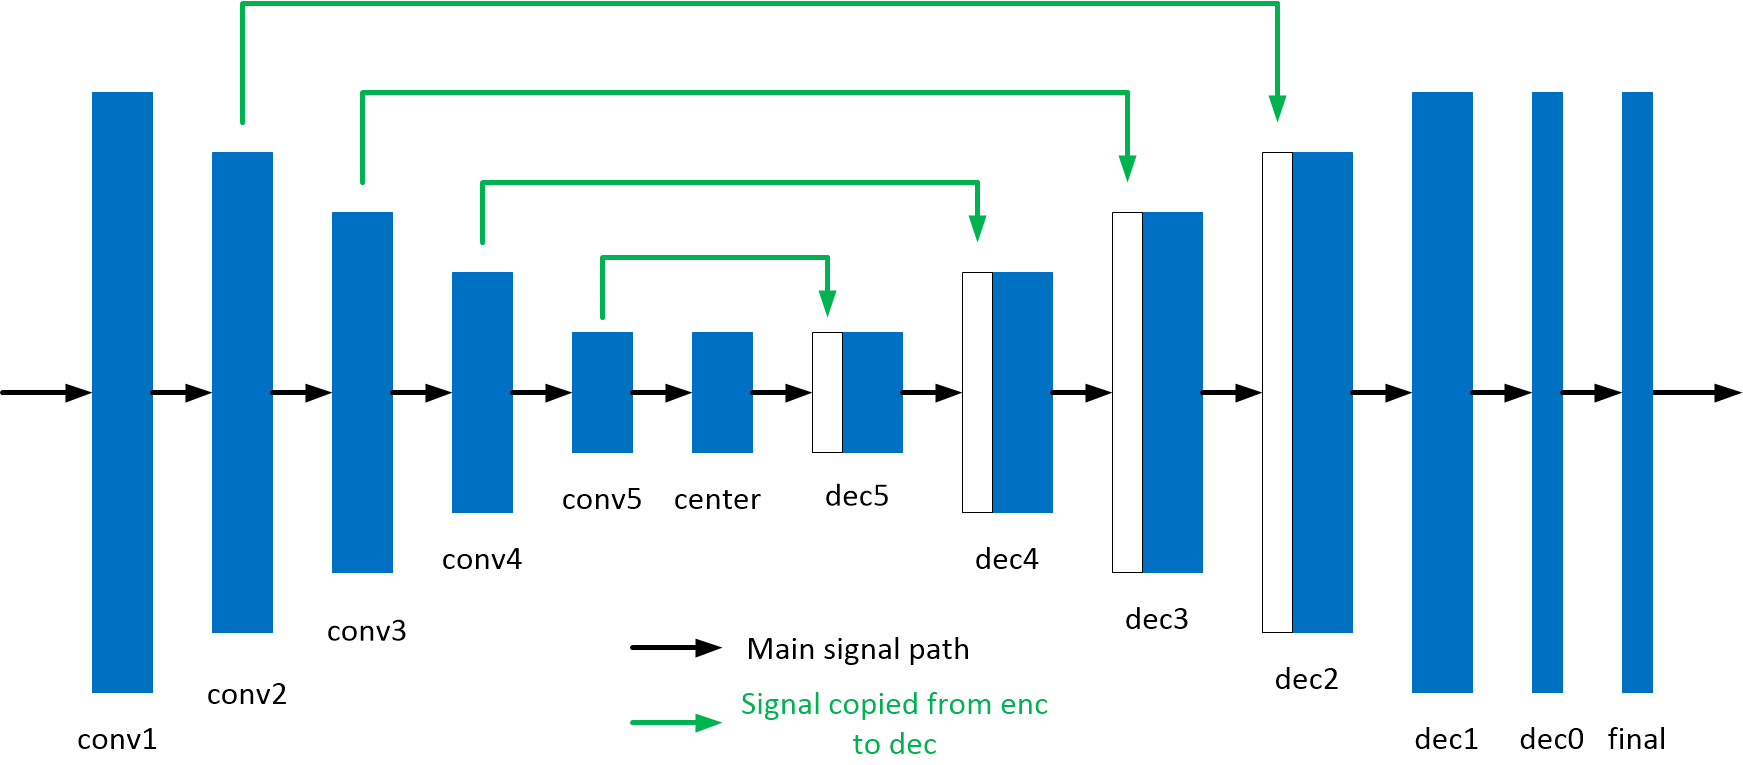 conv1
conv2
conv3
conv4
conv5
center
dec5
dec4
dec3
dec2
dec1
dec0
final
Main signal path
Signal copied from enc
to dec